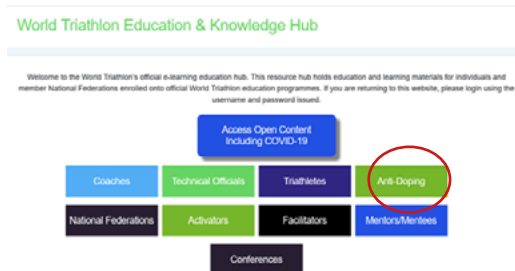 World Triathlon Education & Knowledge Hub
Welcome to the World Triathlon's official e-learning education hub. This resource hub holds education and learning materials for individuals and
member National Federations enrolled onto official World Triathlon education programmes. If you are returning to this website, please login using the
username and password issued.
Access Open Content
Including COVID-19
Coaches Technical Officials Triathletes Anti-Doping
National Federations Activators Facilitators Mentors/Mentees
Conferences